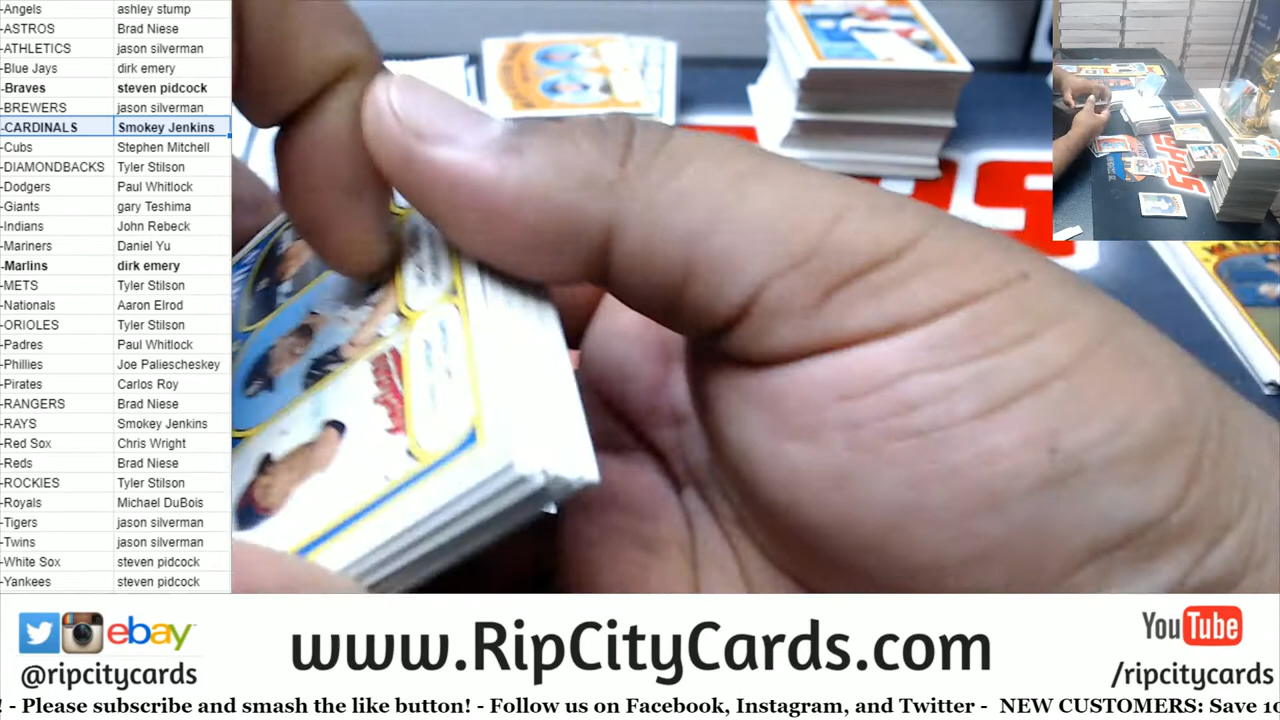 -Angels ashley stump
-ASTROS Brad Niese
-ATHLETICS jason silverman
-Blue Jays dirk emery
-Braves steven pidcock
-BREWERS jason silverman
-CARDINALS Smokey Jenkins
-Cubs Stephen Mitchell
-DIAMONDBACKS Tyler Stilson
-Dodgers Paul Whitlock
-Giants gary Teshima
-Indians John Rebeck
-Mariners Daniel Yu
-Marlins dirk emery
-METS Tyler Stilson
-Nationals Aaron Elrod
-ORIOLES Tyler Stilson
-Padres Paul Whitlock
-Phillies Joe Paliescheskey
-Pirates Carlos Roy
-RANGERS Brad Niese
-RAYS Smokey Jenkins
-Red Sox Chris Wright
-Reds Brad Niese
-ROCKIES Tyler Stilson
-Royals Michael DuBois
-Tigers jason silverman
-Twins jason silverman
-White Sox steven pidcock
-Yankees steven pidcock
ebay
@ripcitycards
www.RipCityCards.com
YouTube
/ripcitycards
! - Please subscribe and smash the like button! - Follow us on Facebook, Instagram, and Twitter - NEW CUSTOMERS: Save 10